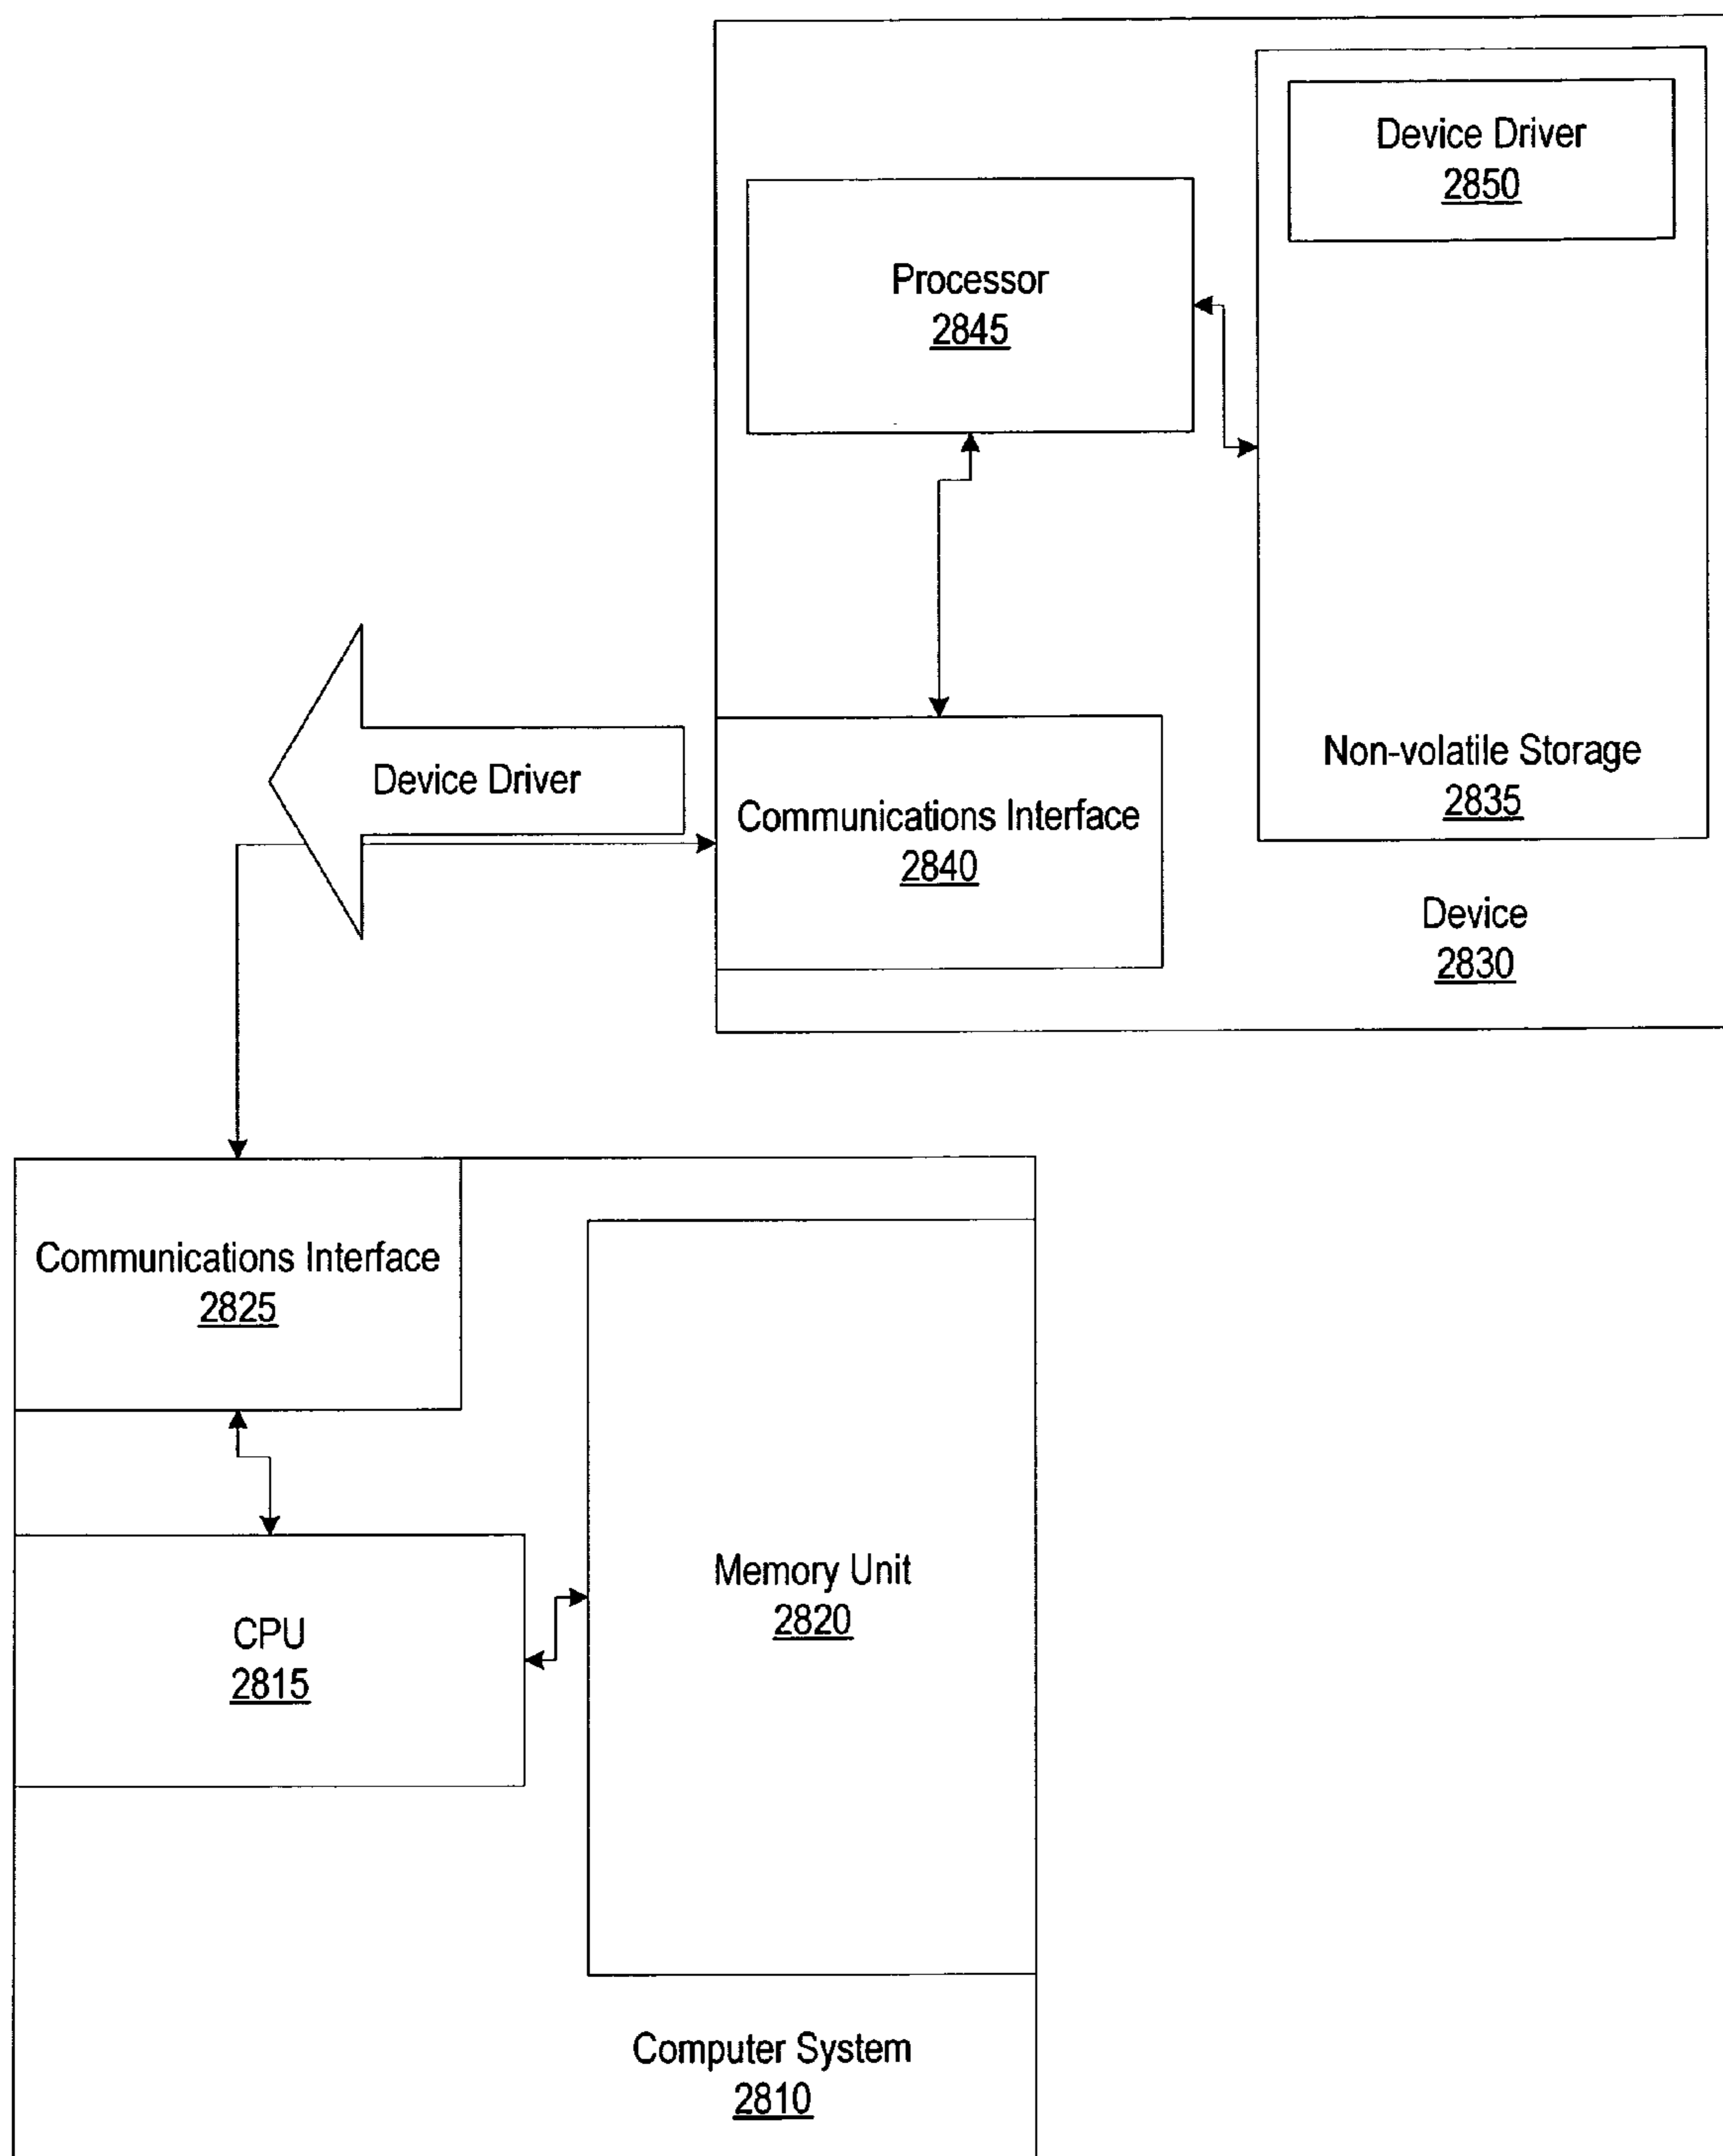 Device Driver
2850
Processor
2845
Non-volatile Storage
2835
Device Driver
Communications Interface
2840
Device
2830
Communications Interface
2825
Memory Unit
2820
CPU
2815
Computer System
2810